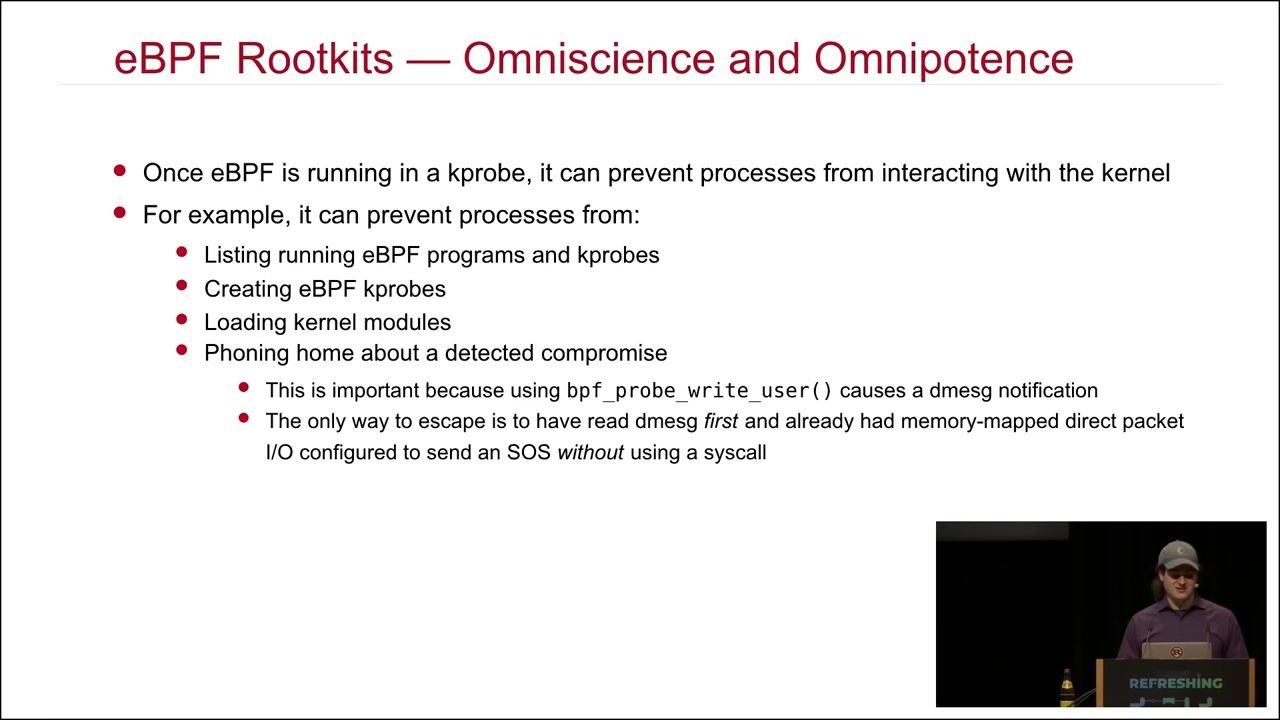 eBPF Rootkits — Omniscience and Omnipotence
Once eBPF is running in a kprobe, it can prevent processes from interacting with the kernel
For example, it can prevent processes from:
Listing running eBPF programs and kprobes
Creating eBPF kprobes
Loading kernel modules
Phoning home about a detected compromise
This is important because using bpf_probe_write_user() causes a dmesg notification
The only way to escape is to have read dmesg first and already had memory-mapped direct packet
I/O configured to send an SOS without using a syscall
REFRESHING